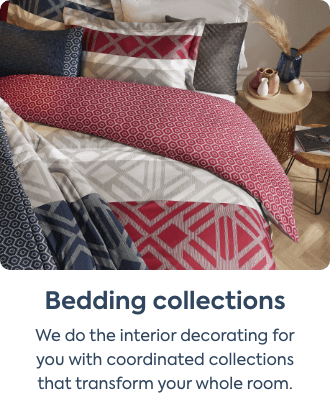 Bedding collections
We do the interior decorating for
you with coordinated collections
that transform your whole room.